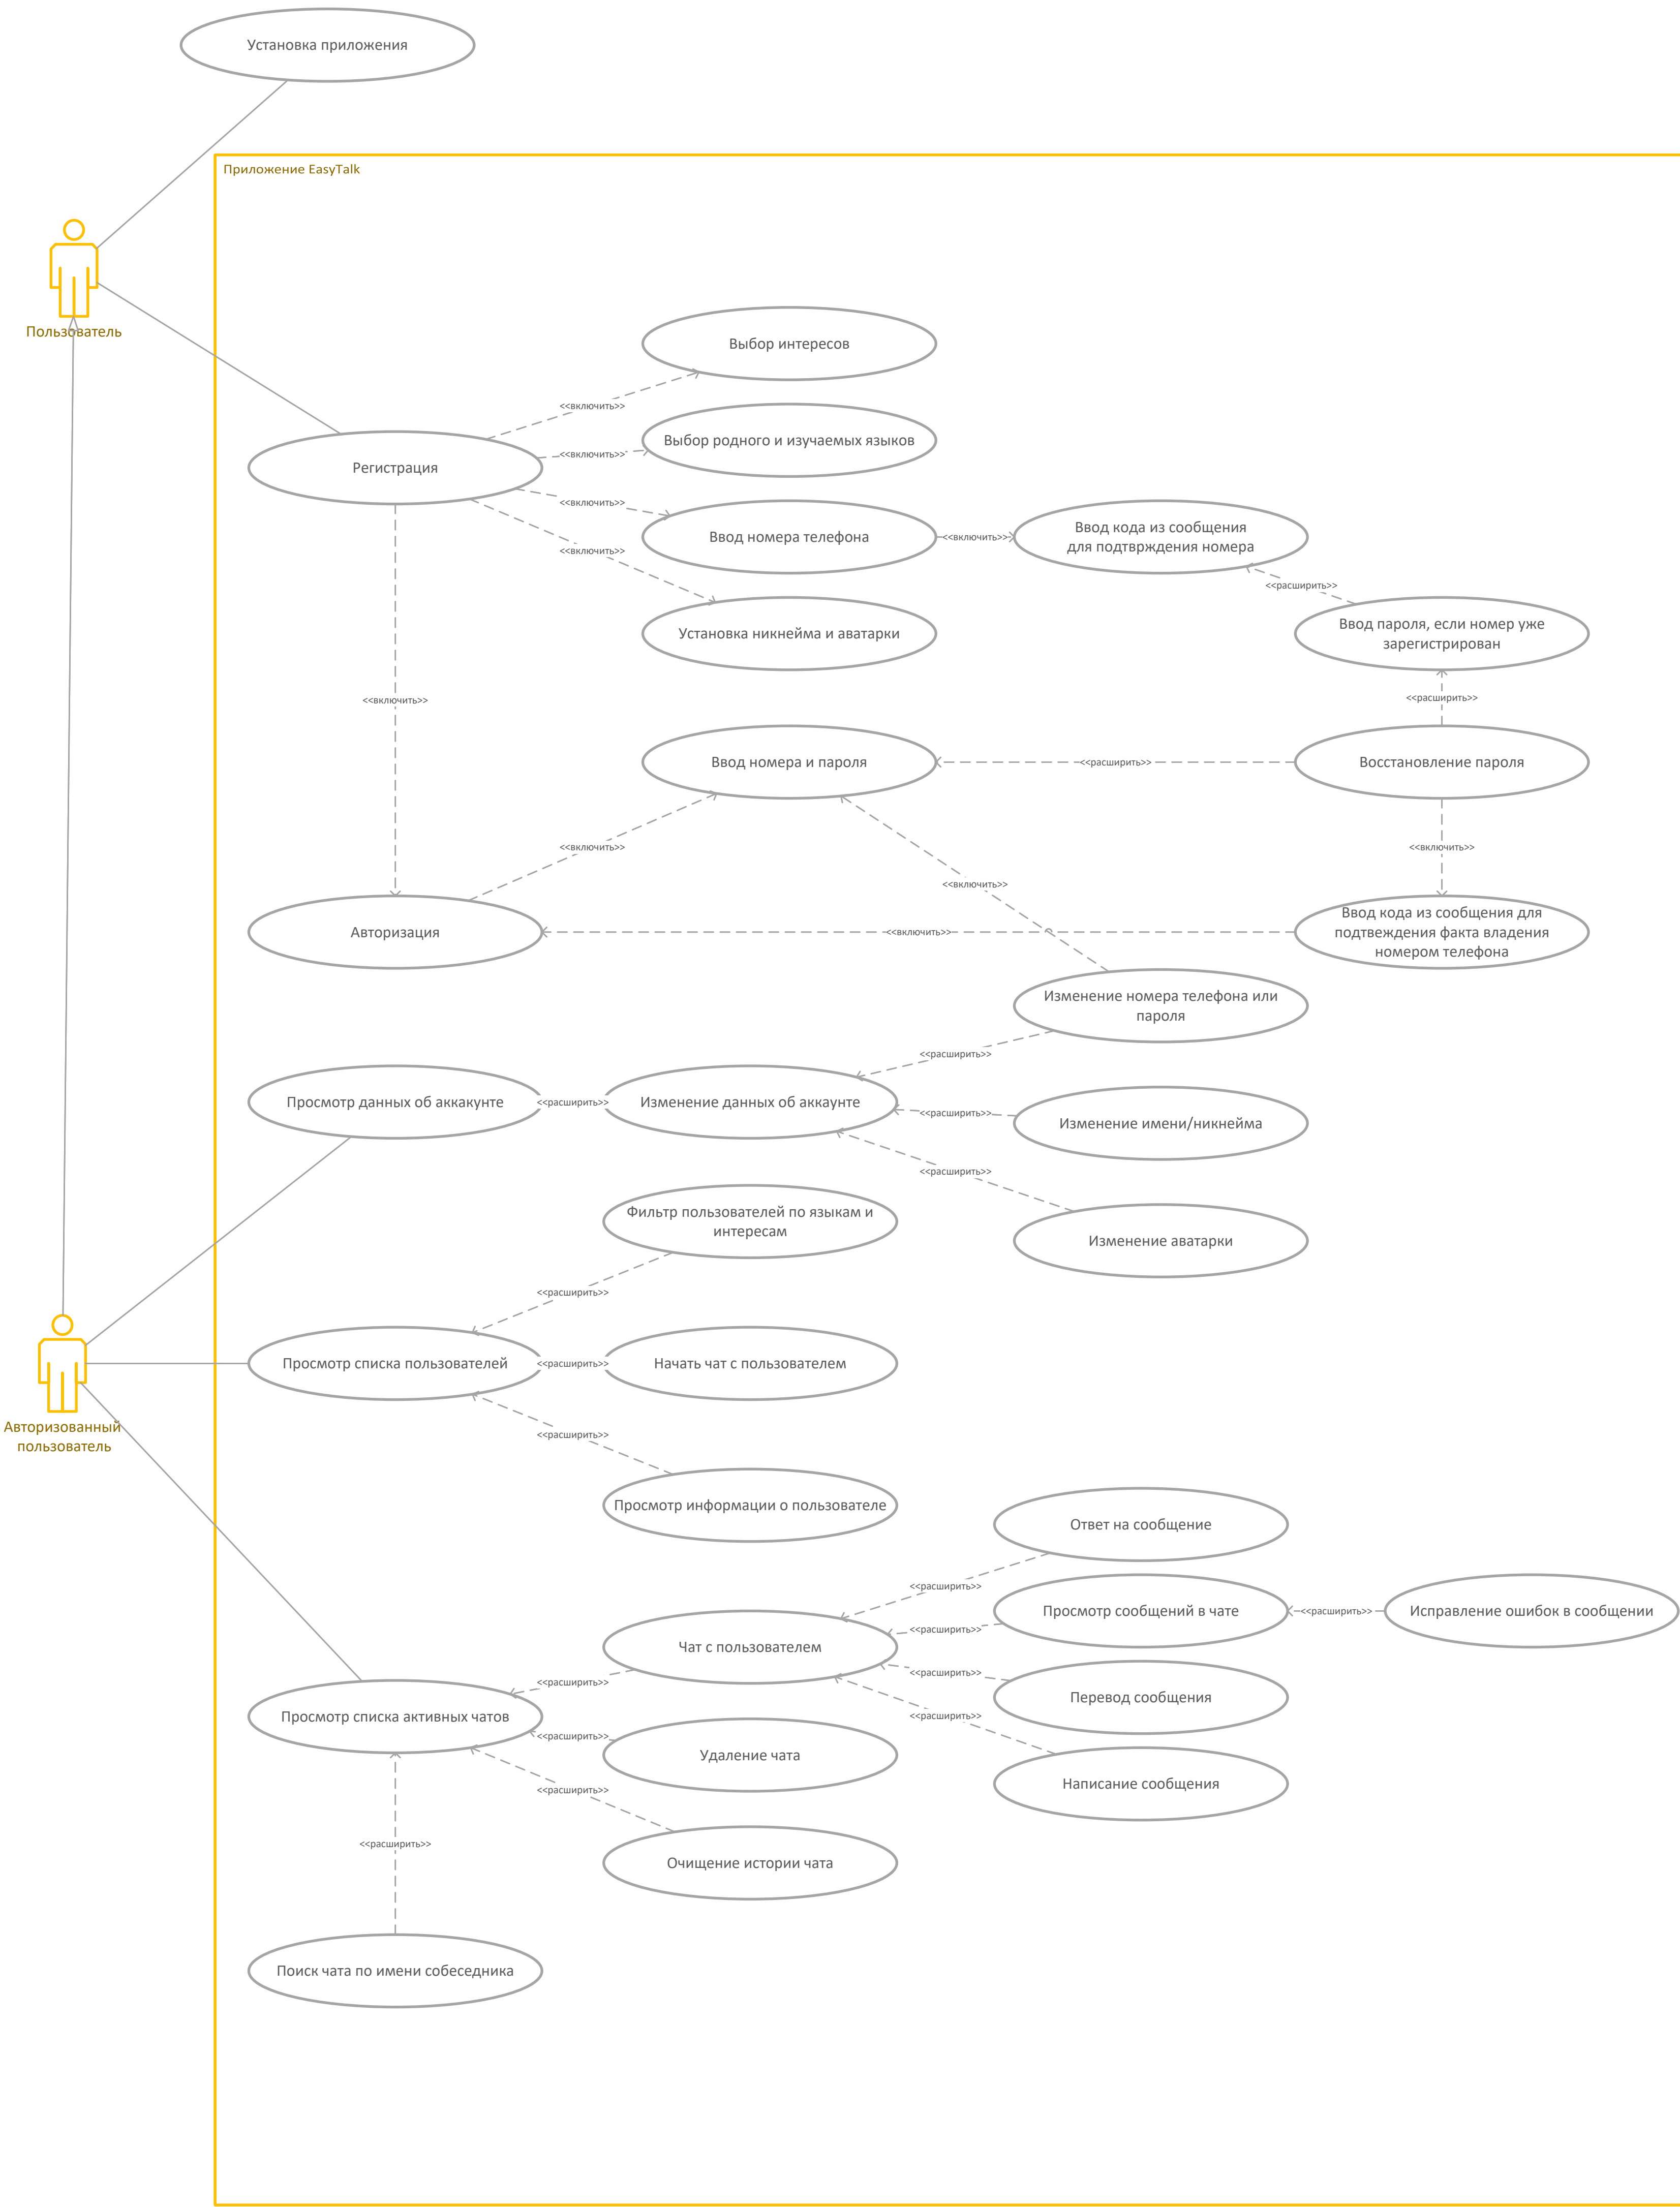 Установка приложения
Приложение EasyTalk
Пользователь
Выбор интересов
<<включить>>
Выбор родного и изучаемых языков
<<включить>>
Регистрация
<<включить>>
Ввод номера телефона
<<включить>>
Ввод кода из сообщения
для подтврждения номера
<<включить>>
<<расширить>>
Установка никнейма и аватарки
Ввод пароля, если номер уже
зарегистрирован
<<включить>>
<<расширить>>
Ввод номера и пароля
<<расширить>>
Восстановление пароля
<<включить>>
<<включить>>
<<включить>>
Авторизация
<<включить>>
Ввод кода из сообщения для
подтвеждения факта владения
номером телефона
Изменение номера телефона или
пароля
<<расширить>>
Просмотр данных об аккакунте
<<расширить>>
Изменение данных об аккаунте
<<расширить>>
Изменение имени/никнейма
<<расширить>>
Фильтр пользователей по языкам и
интересам
Изменение аватарки
<<расширить>>
Просмотр списка пользователей
<<расширить>>
Начать чат с пользователем
Авторизованный
пользователь
<<расширить>>
Просмотр информации о пользователе
Ответ на сообщение
<<расширить>>
Просмотр сообщений в чате
<<расширить>>
Исправление ошибок в сообщении
<<расширить>>
Чат с пользователем
<<расширить>>
<<расширить>>
Перевод сообщения
<<расширить>>
Просмотр списка активных чатов
<<расширить>>
Удаление чата
Написание сообщения
<<расширить>>
<<расширить>>
Очищение истории чата
Поиск чата по имени собеседника